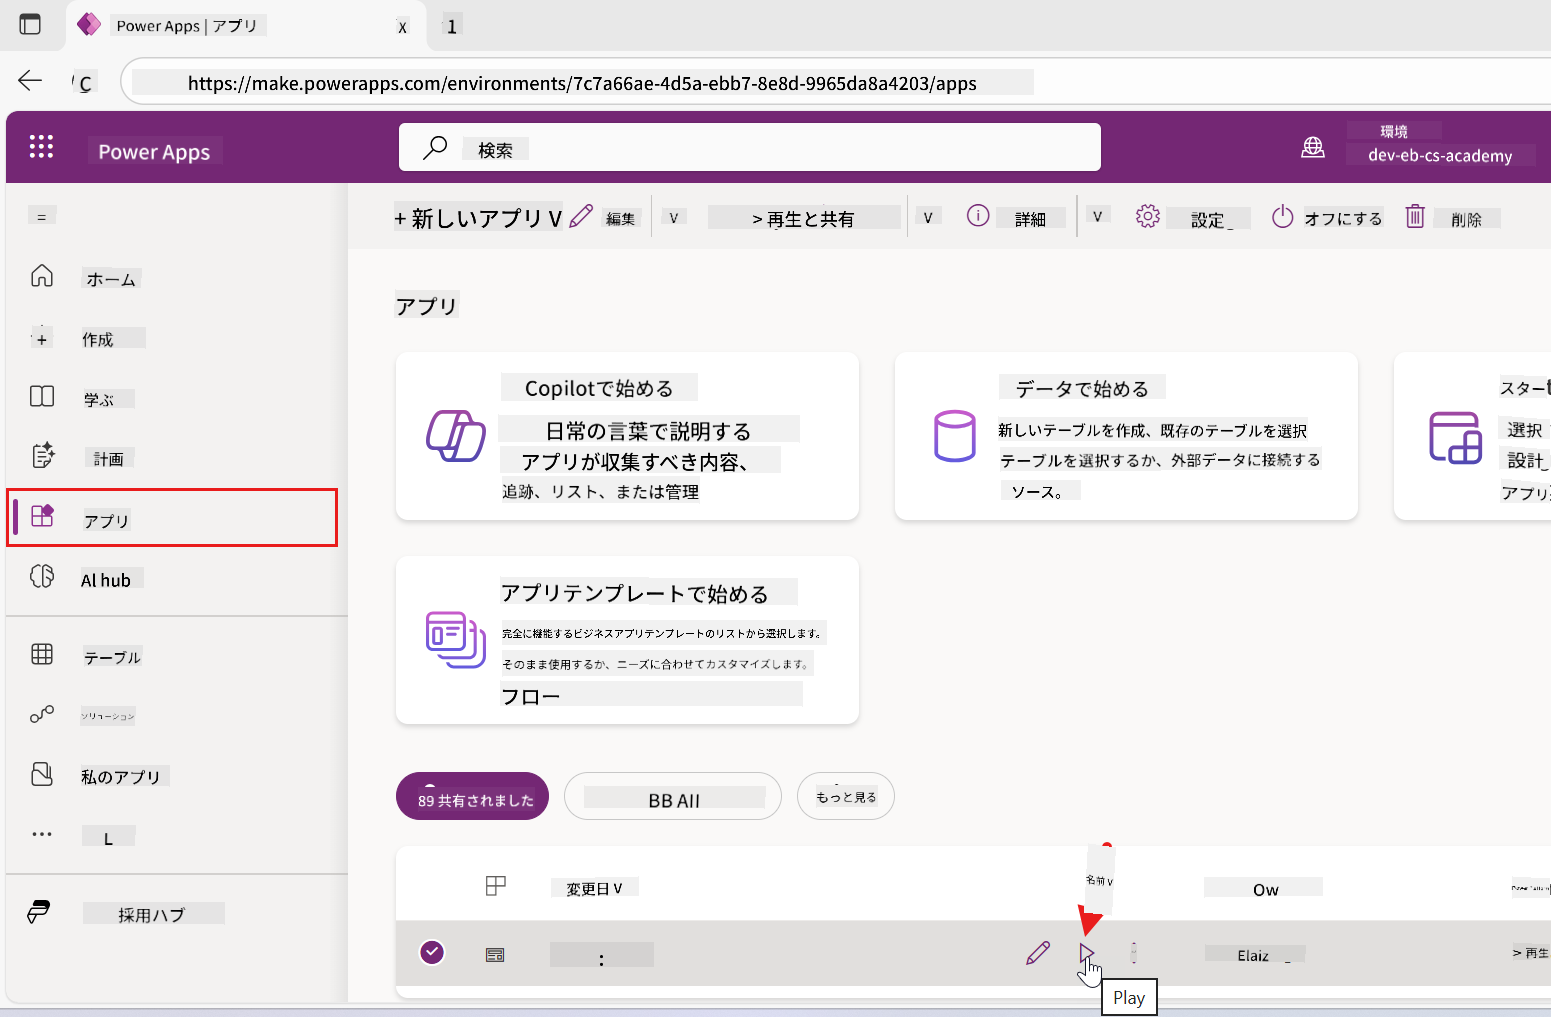 Power Apps | アプリ
x
1
C
https://make.powerapps.com/environments/7c7a66ae-4d5a-ebb7-8e8d-9965da8a4203/apps
Power Apps
検索
環境
dev-eb-cs-academy
=
+ 新しいアプリ V
編集
V
> 再生と共有
V
詳細
V
設定_
オフにする
削除
ホーム
+ 作成
学ぶ
計画
アプリ
Al hub
テーブル
ソリューション
私のアプリ
L
採用ハブ
アプリ
Copilotで始める
日常の言葉で説明する
アプリが収集すべき内容、
追跡、リスト、または管理
データで始める
新しいテーブルを作成、既存のテーブルを選択
テーブルを選択するか、外部データに接続する
ソース。
スター
選択
設計
アプリ
アプリテンプレートで始める
完全に機能するビジネスアプリテンプレートのリストから選択します。
そのまま使用するか、ニーズに合わせてカスタマイズします。
フロー
89 共有されました
BB All
もっと見る
変更日 V
名前 V
Ow
:
Elaiz _
> 再生
Play